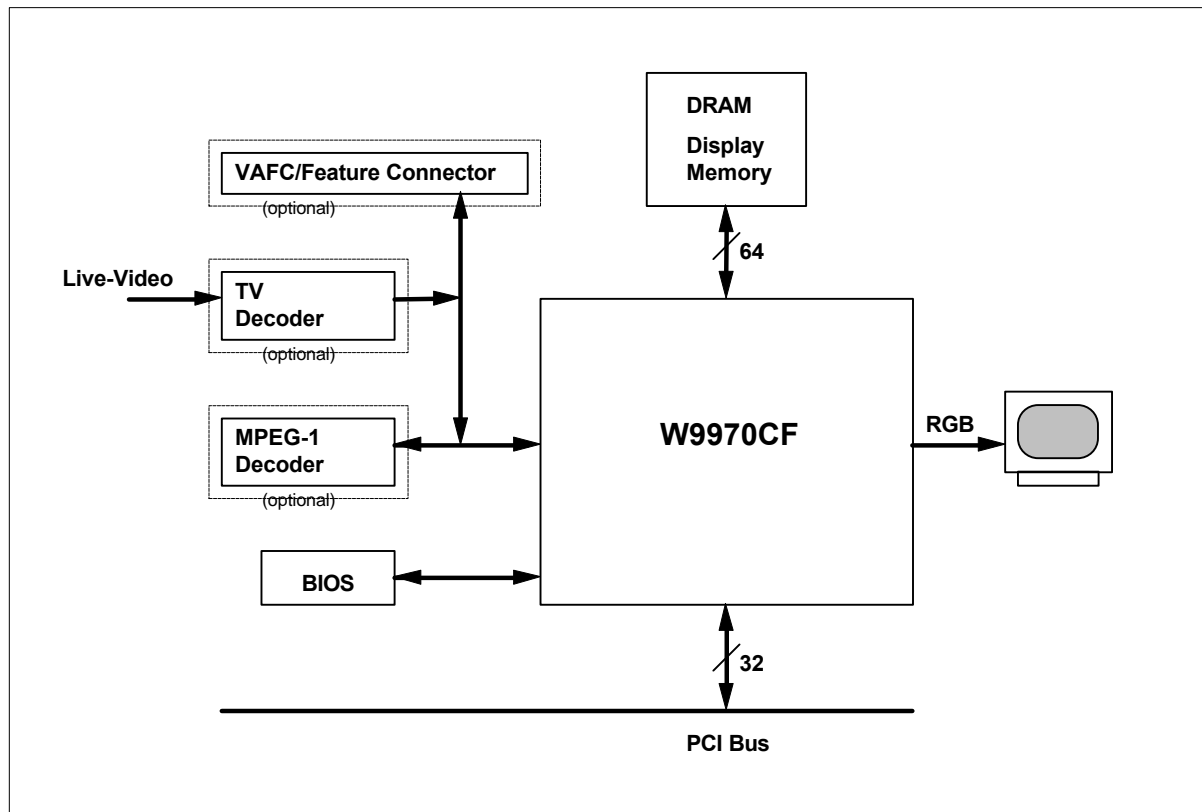 DRAM
Display
Memory
VAFC/Feature Connector
(optional)
64
Live-Video
TV
Decoder
(optional)
MPEG-1
Decoder
(optional)
W9970CF
RGB
BIOS
32
PCI Bus